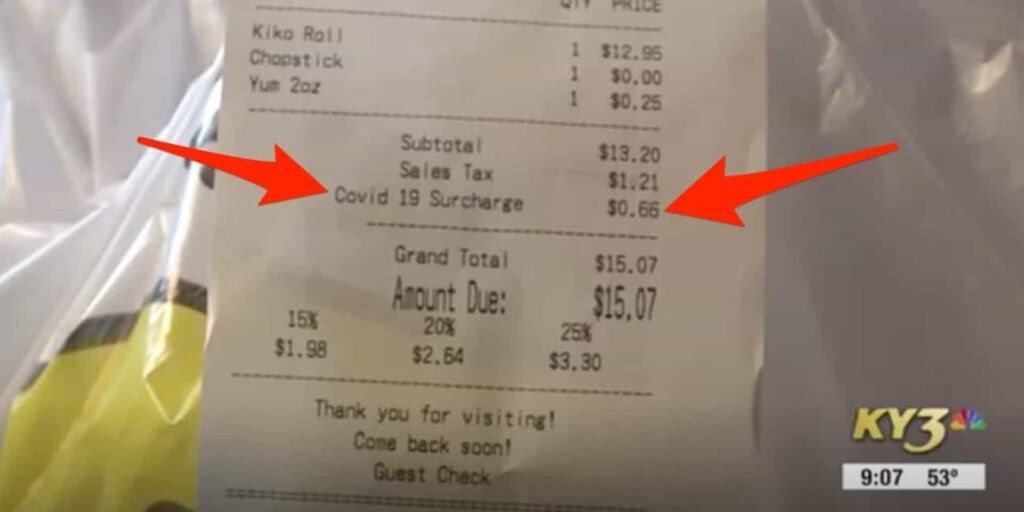 QTY PRICE
Kiko Roll 1 $12.95
Chopstick 1 $0.00
Yum 2oz 1 $0.25
Subtotal $13.20
Sales Tax $1.21
Covid 19 Surcharge $0.66
Grand Total $15.07
Amount Due: $15.07
15% 20% 25%
$1.98 $2.64 $3.30
Thank you for visiting!
Come back soon!
Guest Check
KY3
9:07 53°